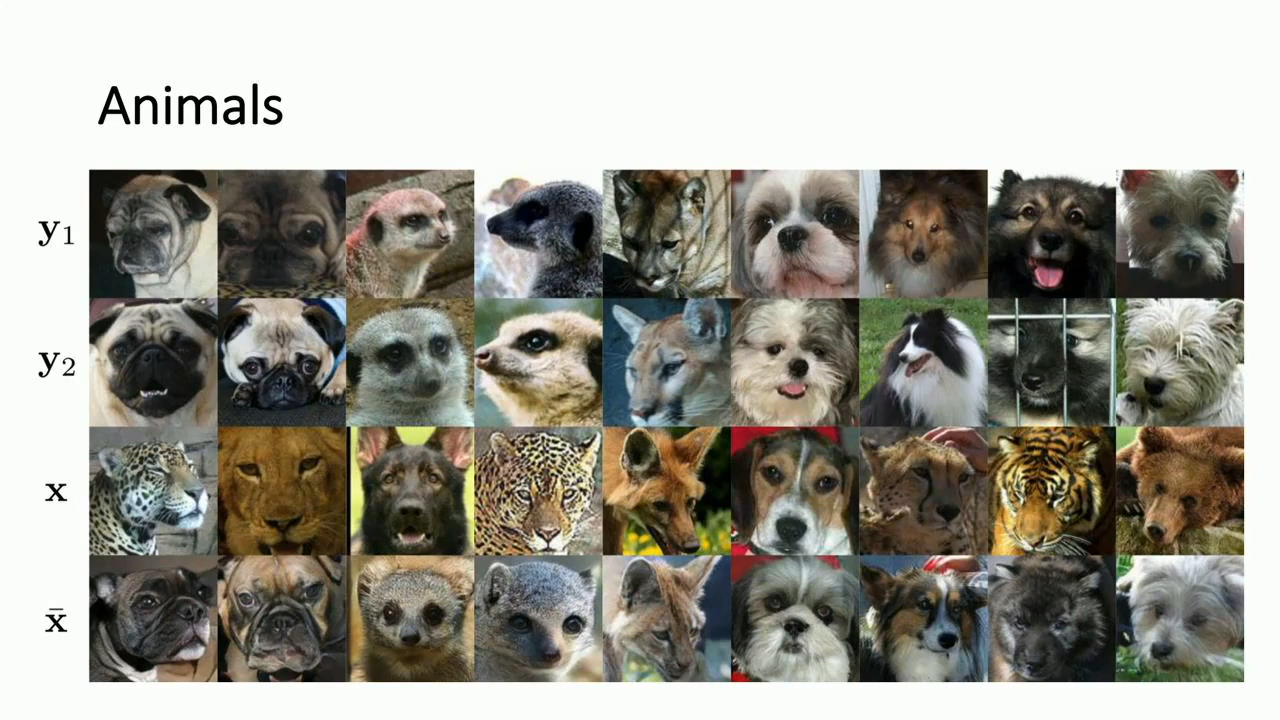 Animals
y₁
y₂
x
x̄